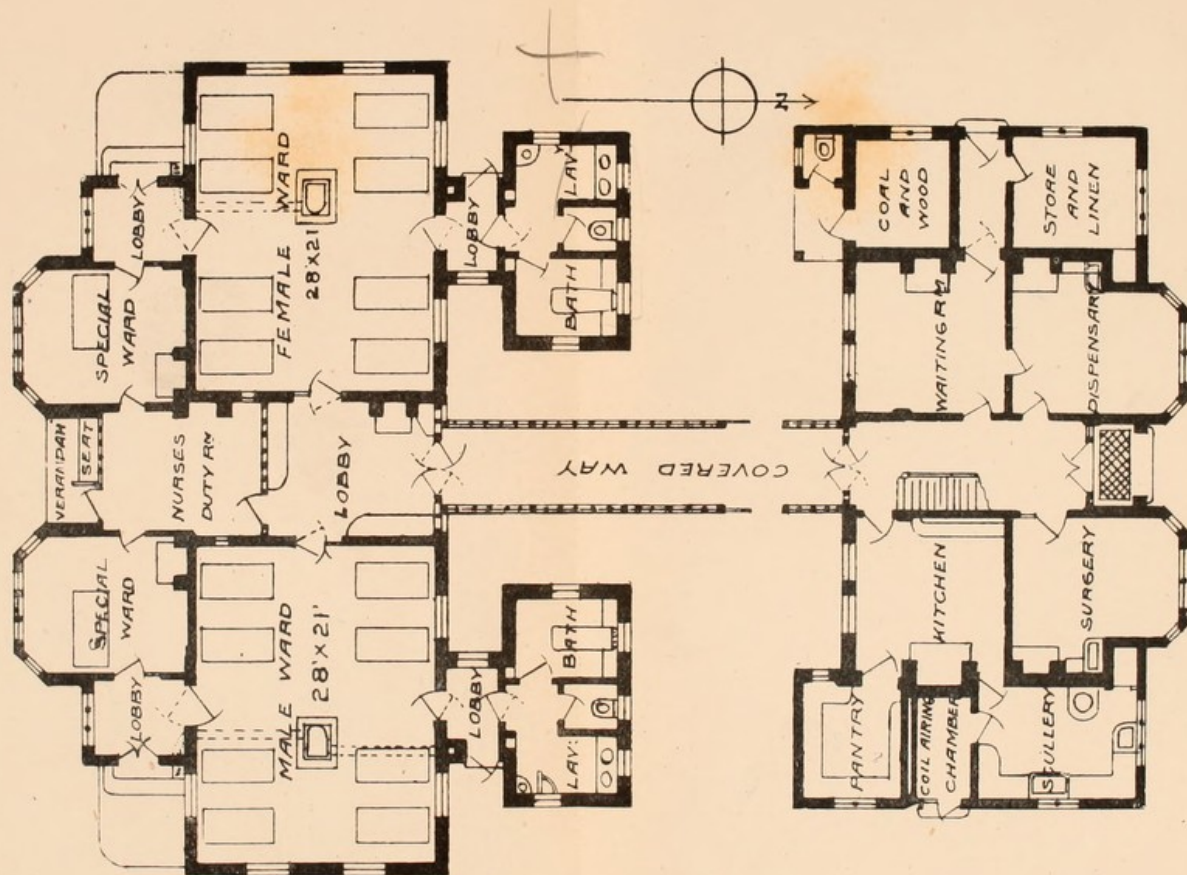 N
LOBBY
FEMALE WARD
28'X21'
LOBBY
LAV:
BATH
SPECIAL
WARD
VERANDAH
SEAT
NURSES
DUTY RM
LOBBY
COVERED WAY
SPECIAL
WARD
LOBBY
MALE WARD
28'X21'
LOBBY
BATH
LAV:
COAL
AND
WOOD
STORE
AND
LINEN
WAITING RM
DISPENSARY
KITCHEN
SURGERY
PANTRY
COIL AIRING
CHAMBER
SCULLERY